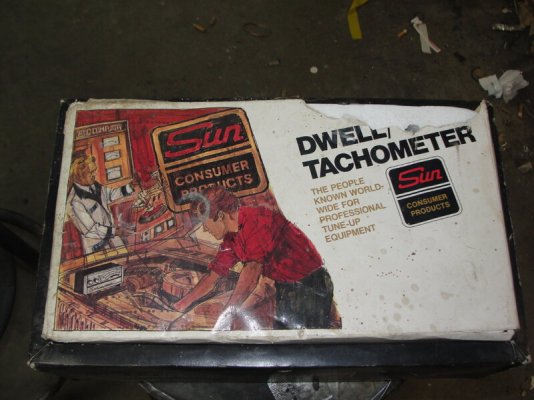 Sun
CONSUMER
PRODUCTS
DWELL/
TACHOMETER
THE PEOPLE
KNOWN WORLD-
WIDE FOR
PROFESSIONAL
TUNE-UP
EQUIPMENT
Sun
CONSUMER
PRODUCTS